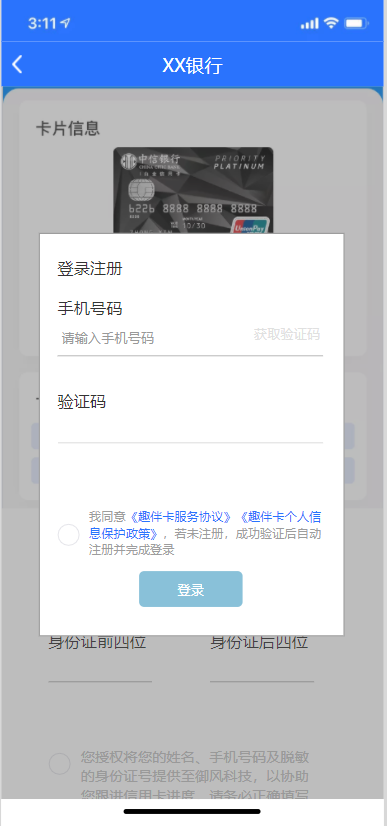 3:11
XX银行
卡片信息
中信银行
PRIORITY
PLATINUM
8888 8888 8888
10/30
UnionPay
登录注册
手机号码
请输入手机号码
获取验证码
验证码
我同意《趣伴卡服务协议》《趣伴卡个人信
息保护政策》，若未注册，成功验证后自动
注册并完成登录
登录
身份证前四位
身份证后四位
您授权将您的姓名、手机号码及脱敏
的身份证号提供至御风科技，以协助
您跟进信用卡进度，请务必正确填写